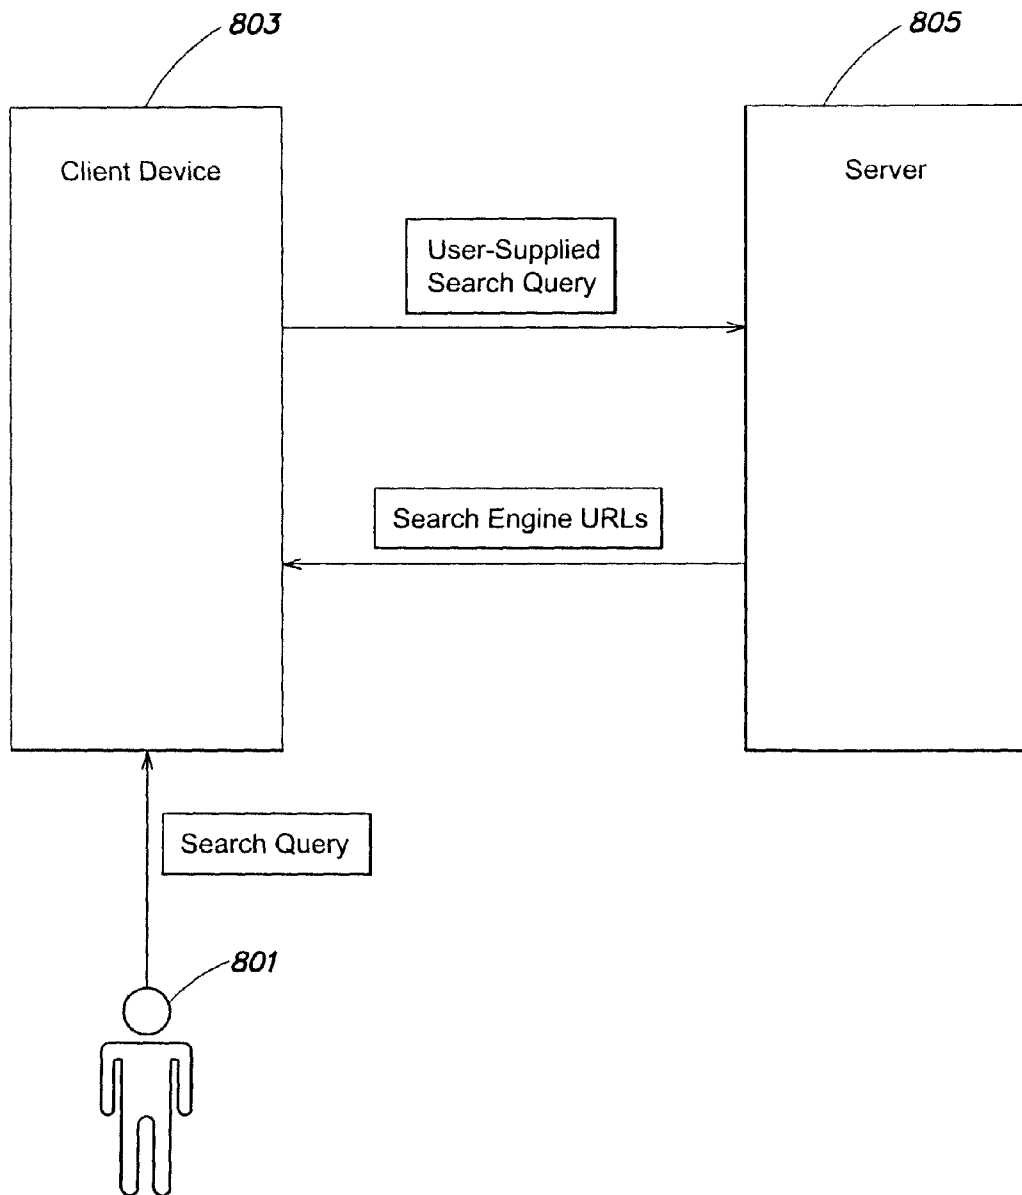 803
805
Client Device
Server
User-Supplied
Search Query
Search Engine URLs
Search Query
801